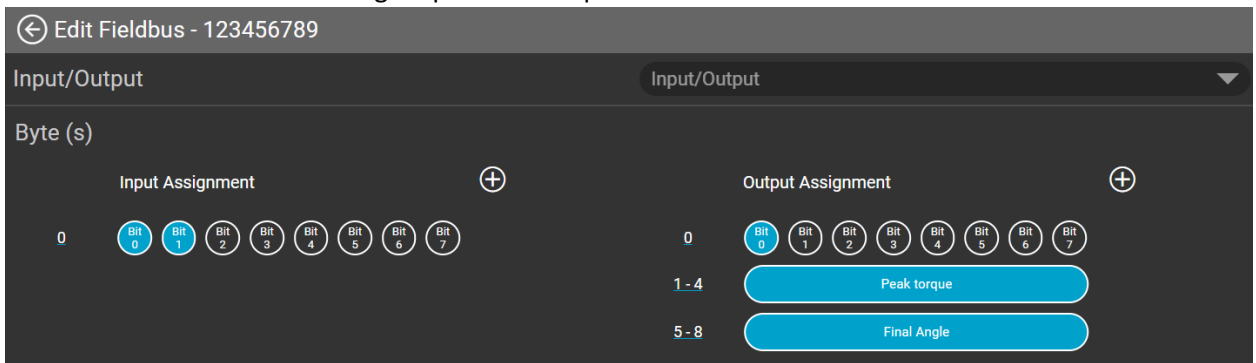 Edit Fieldbus - 123456789
Input/Output Input/Output
Byte (s)
Input Assignment Output Assignment
0 Bit 0 Bit 1 Bit 2 Bit 3 Bit 4 Bit 5 Bit 6 Bit 7 0 Bit 0 Bit 1 Bit 2 Bit 3 Bit 4 Bit 5 Bit 6 Bit 7
1 - 4 Peak torque
5 - 8 Final Angle